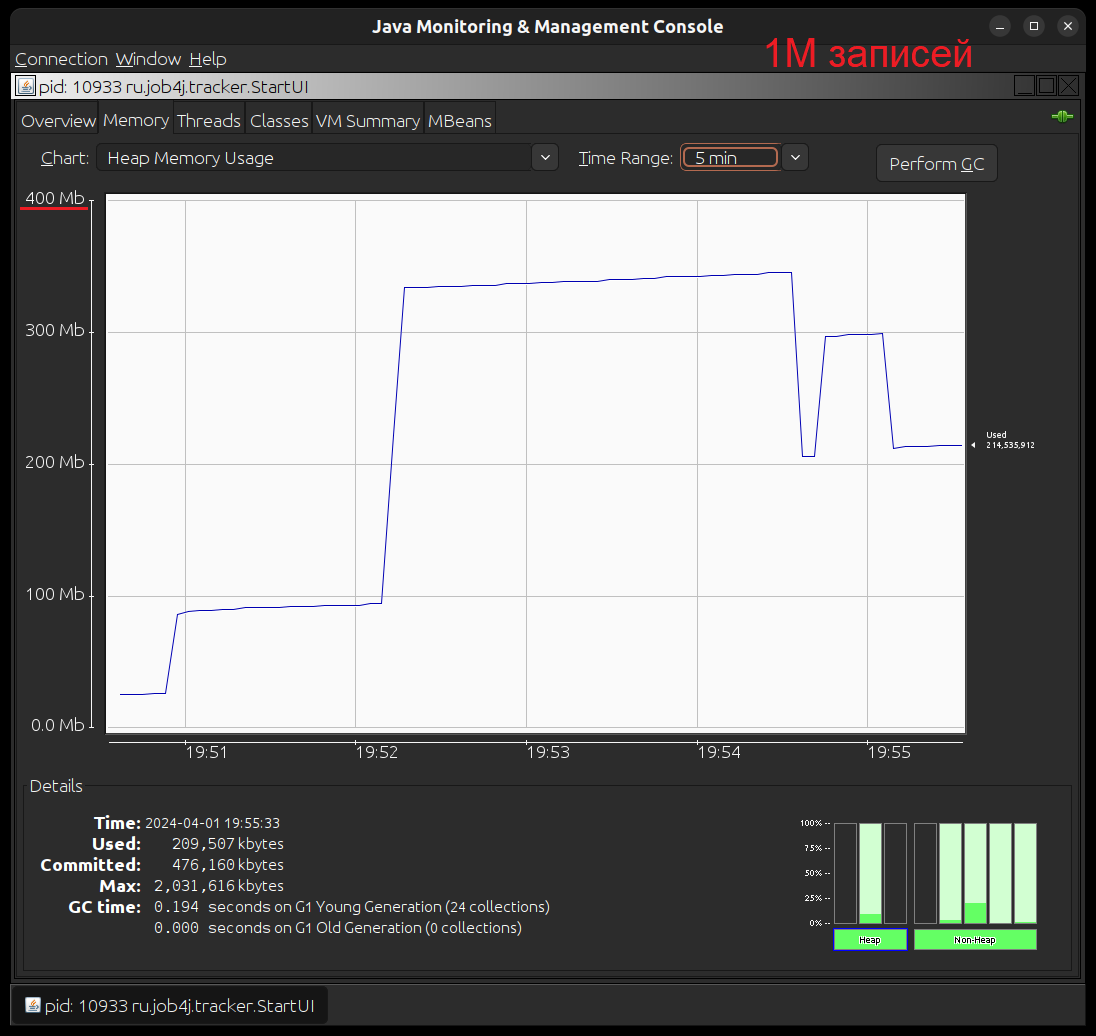 Java Monitoring & Management Console
Connection Window Help
1M записей
pid: 10933 ru.job4j.tracker.StartUI
Overview Memory Threads Classes VM Summary MBeans
Chart: Heap Memory Usage Time Range: 5 min Perform GC
400 Mb
300 Mb
200 Mb
100 Mb
0.0 Mb
Used
214,535,912
19:51 19:52 19:53 19:54 19:55
Details
Time: 2024-04-01 19:55:33
Used: 209,507 kbytes
Committed: 476,160 kbytes
Max: 2,031,616 kbytes
GC time: 0.194 seconds on G1 Young Generation (24 collections)
0.000 seconds on G1 Old Generation (0 collections)
100% --
75% --
50% --
25% --
0% --
Heap Non-Heap
pid: 10933 ru.job4j.tracker.StartUI